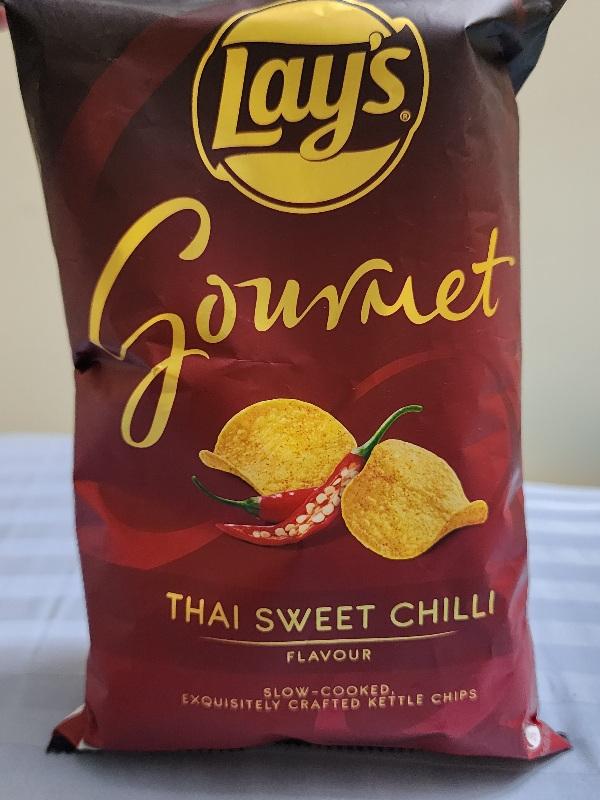 Lay's®
Gourmet
THAI SWEET CHILLI
FLAVOUR
SLOW-COOKED,
EXQUISITELY CRAFTED KETTLE CHIPS